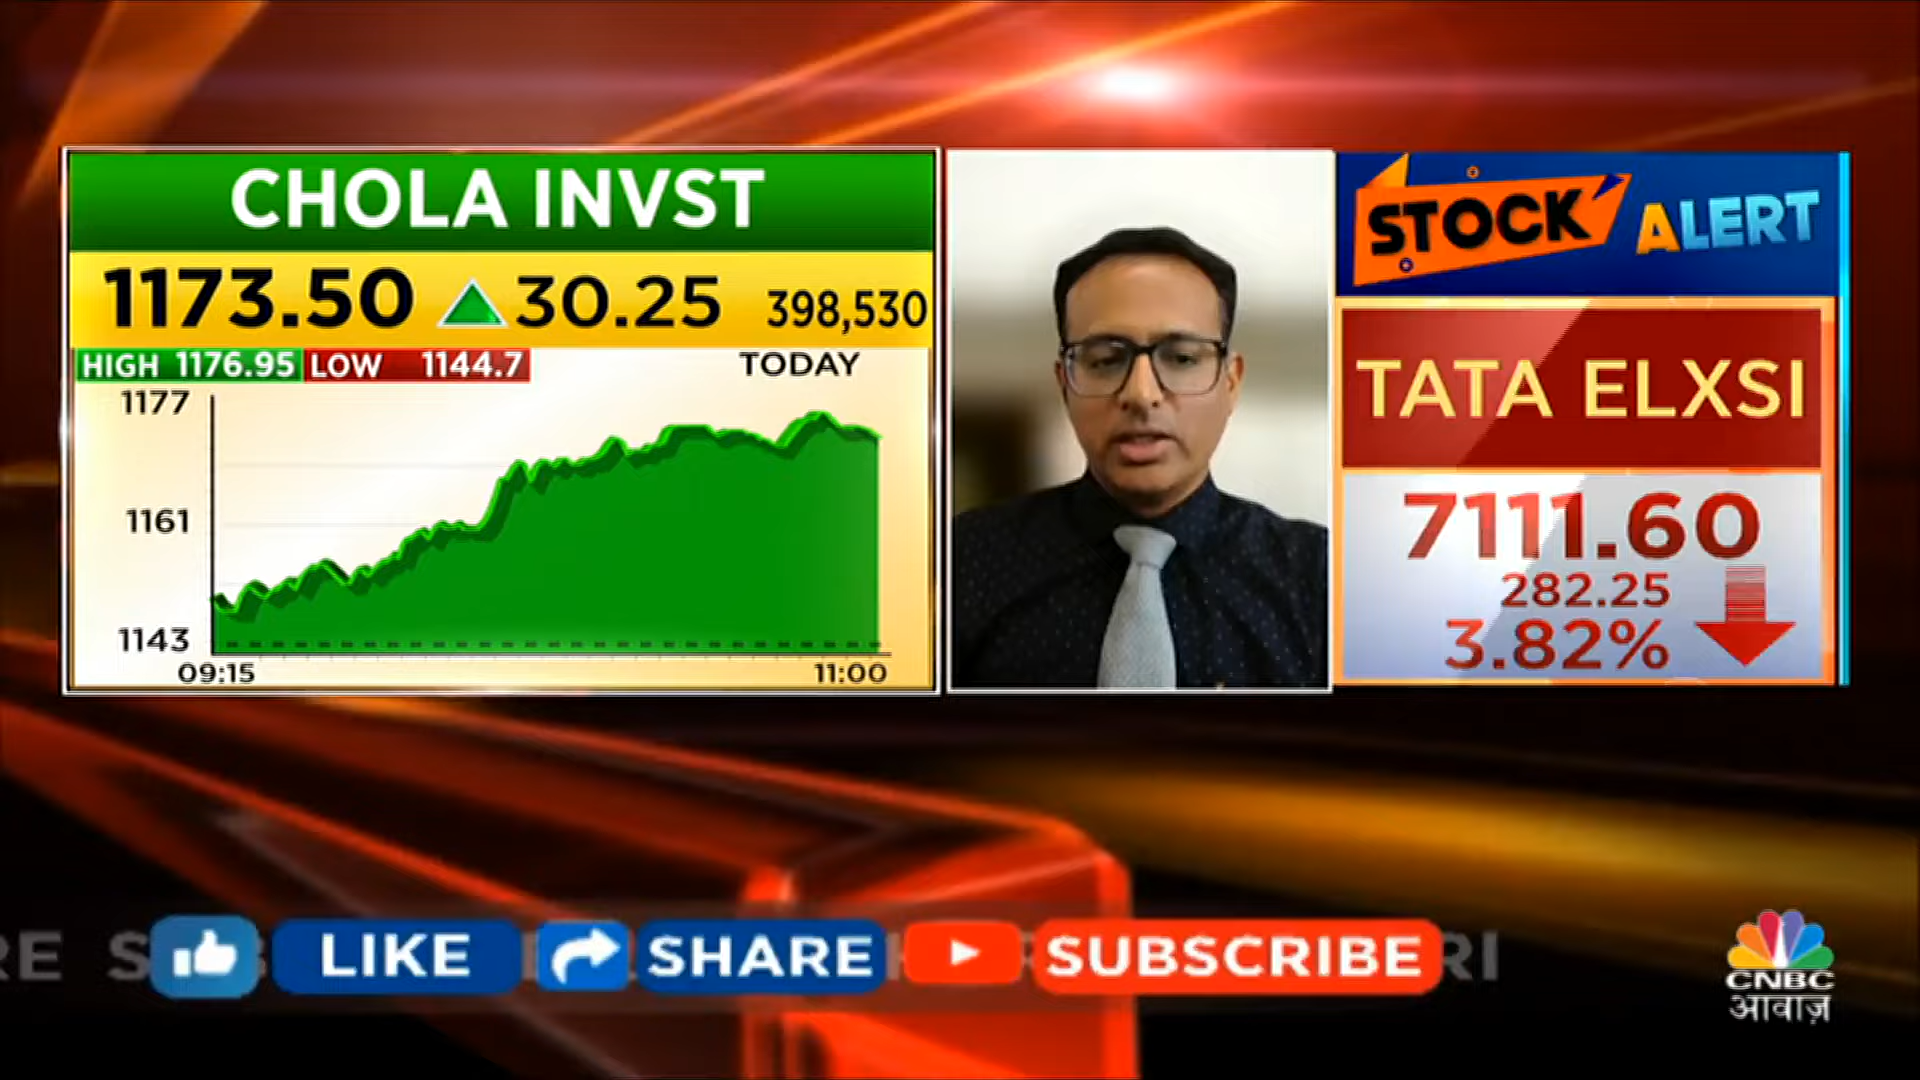 CHOLA INVST
1173.50 30.25 398,530
HIGH 1176.95 LOW 1144.7 TODAY
1177
1161
1143
09:15 11:00
STOCK ALERT
TATA ELXSI
7111.60
282.25
3.82%
LIKE SHARE SUBSCRIBE
CNBC
आवाज़